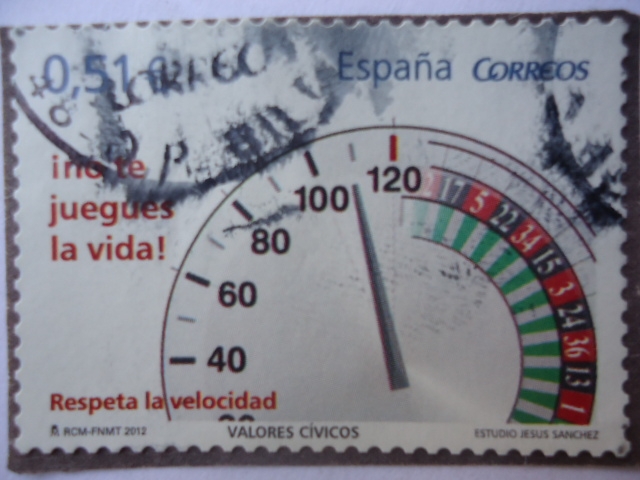 0,51 €
España CORREOS
CORREO
¡no te
juegues
la vida!
120
100
80
60
40
17 5 22 34 15 3 24 36 13 1
Respeta la velocidad
RCM-FNMT 2012
VALORES CÍVICOS
ESTUDIO JESUS SANCHEZ